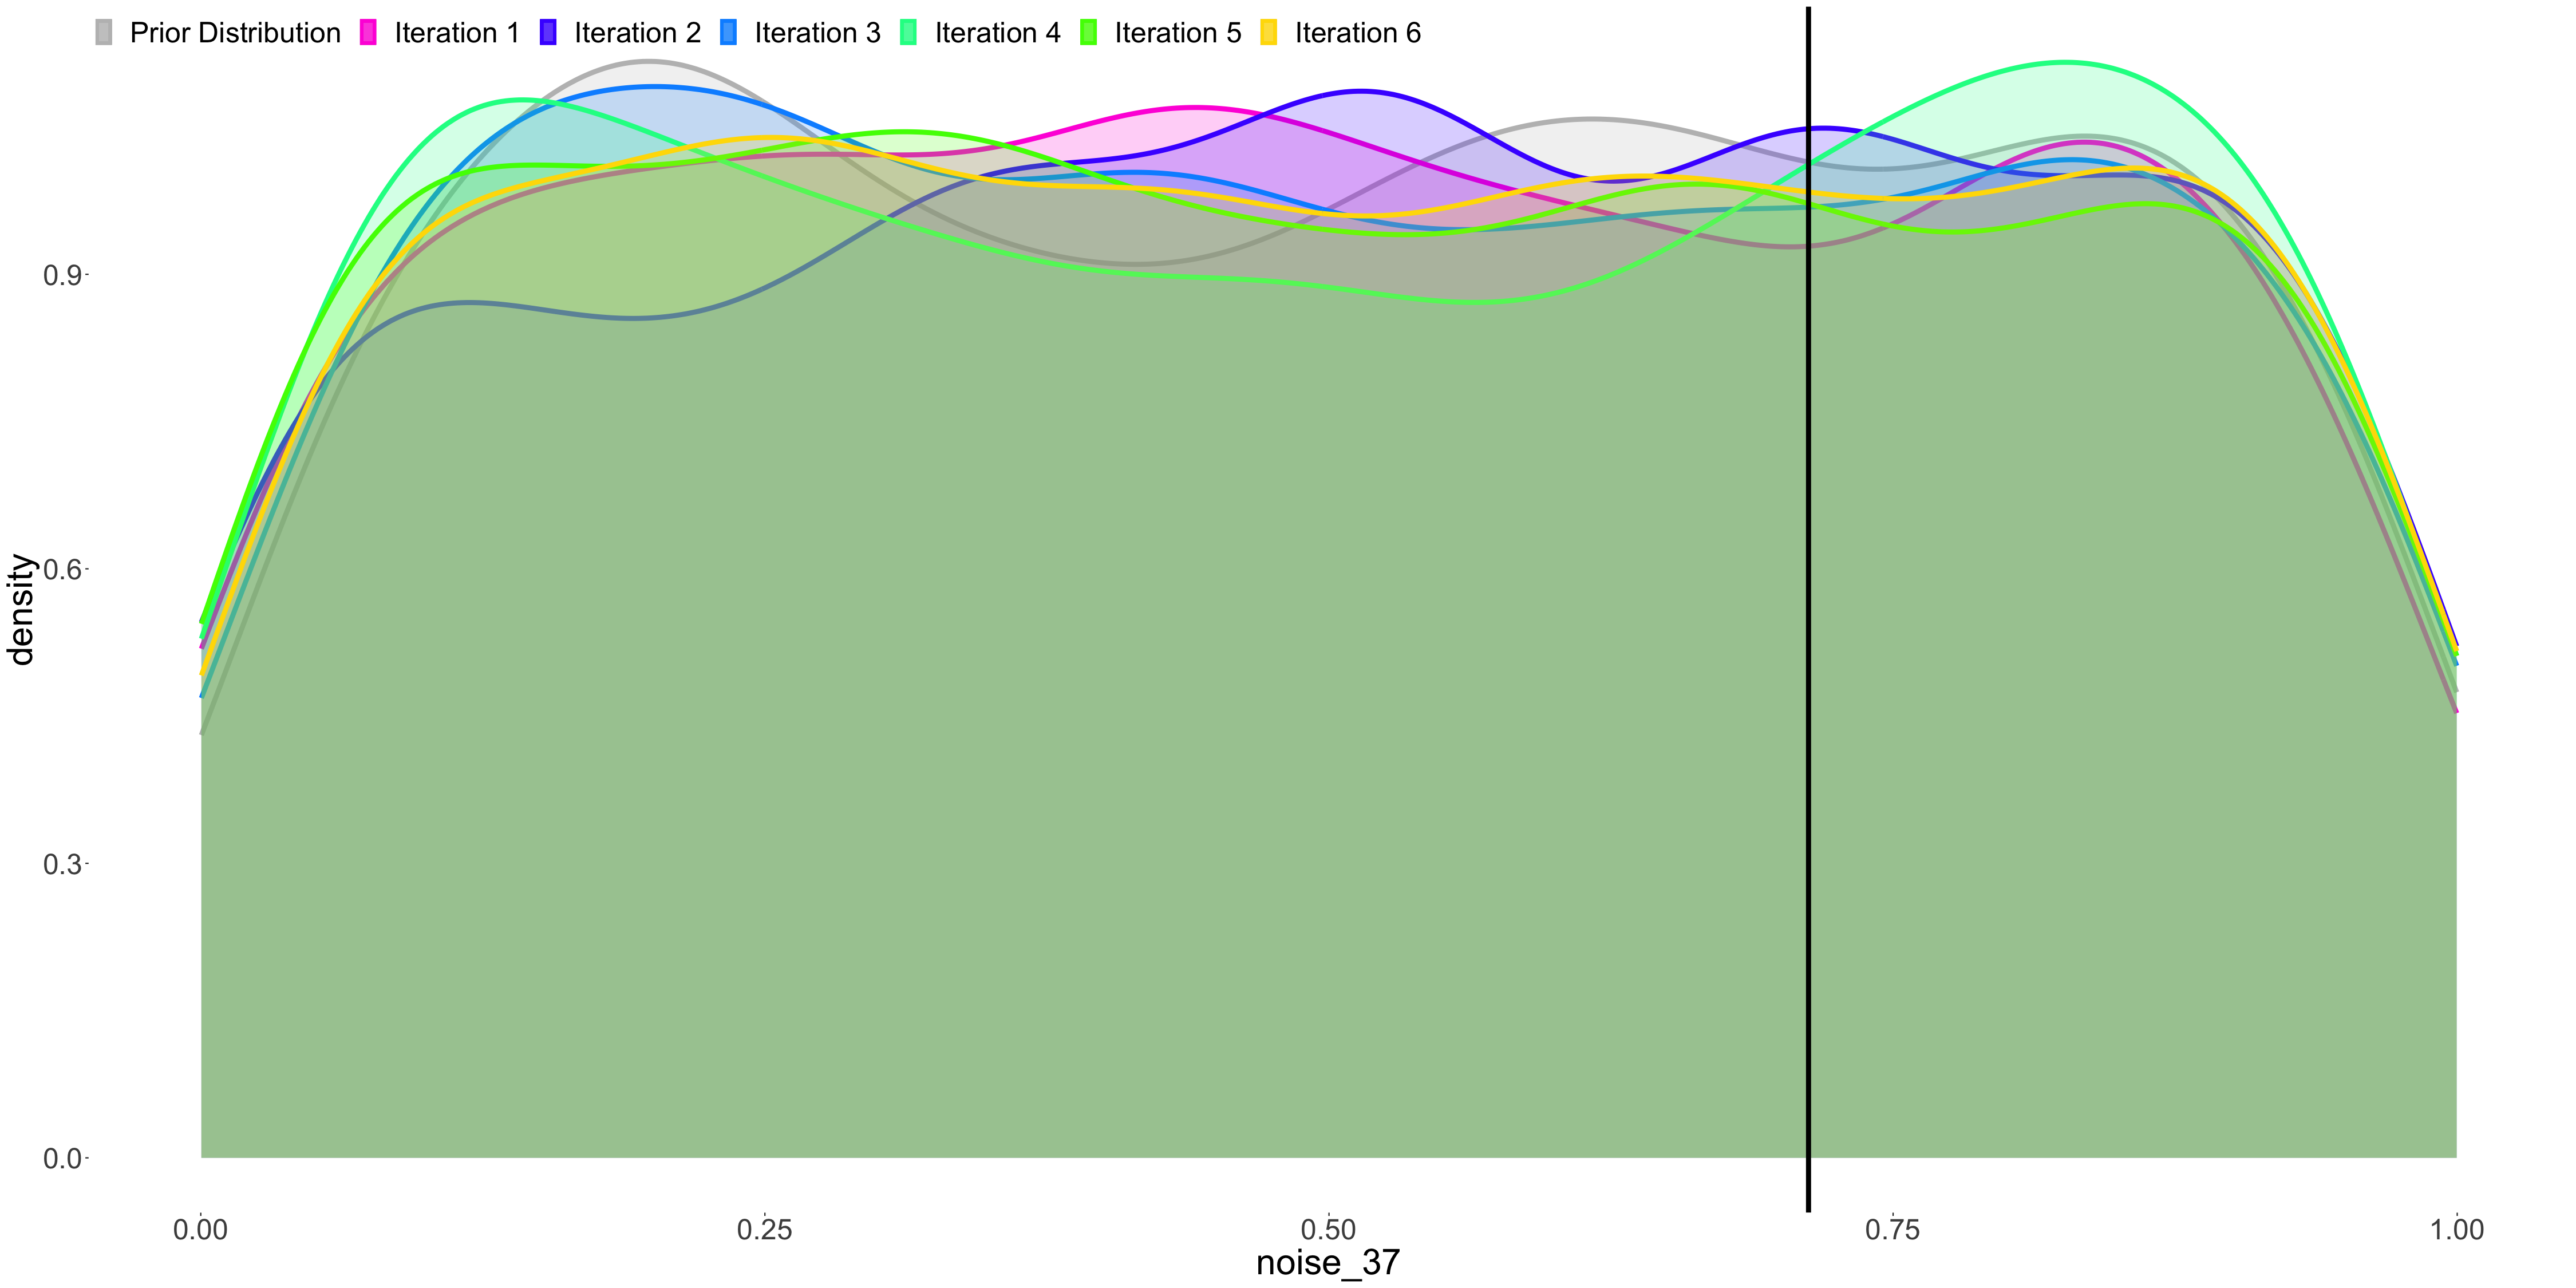 Prior Distribution Iteration 1 Iteration 2 Iteration 3 Iteration 4 Iteration 5 Iteration 6
density
0.9
0.6
0.3
0.0
0.00 0.25 0.50 0.75 1.00
noise_37